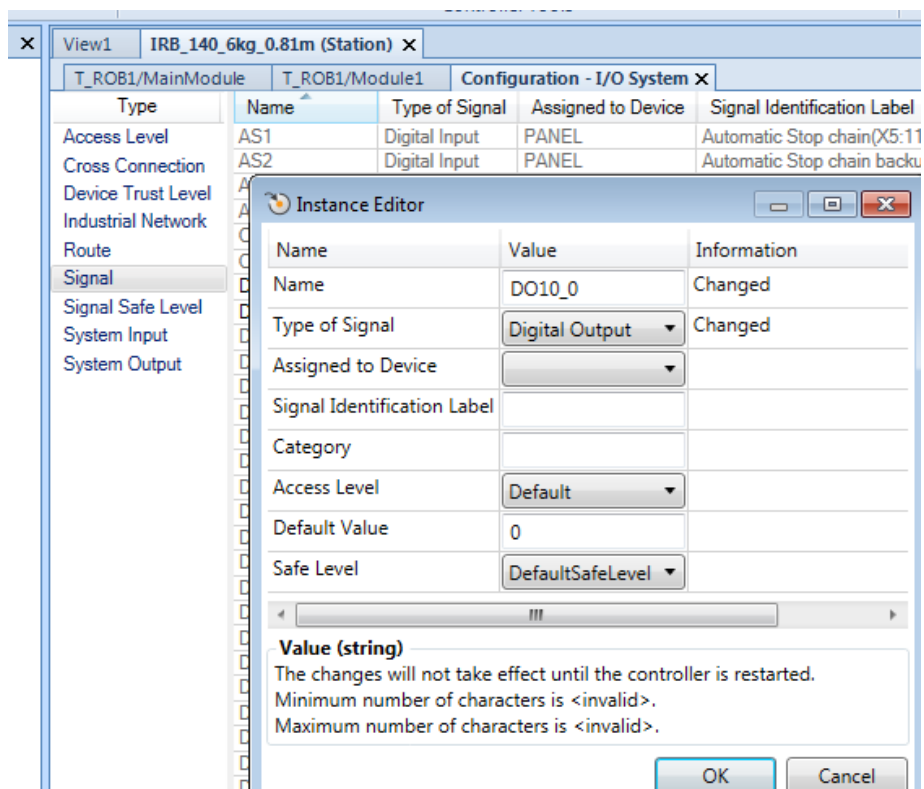 View1 IRB_140_6kg_0.81m (Station)
T_ROB1/MainModule T_ROB1/Module1 Configuration - I/O System
Type Name Type of Signal Assigned to Device Signal Identification Label
Access Level AS1 Digital Input PANEL Automatic Stop chain(X5:11
Cross Connection AS2 Digital Input PANEL Automatic Stop chain backu
Device Trust Level
Industrial Network
Route
Signal
Signal Safe Level
System Input
System Output
Instance Editor
Name Value Information
Name DO10_0 Changed
Type of Signal Digital Output Changed
Assigned to Device
Signal Identification Label
Category
Access Level Default
Default Value 0
Safe Level DefaultSafeLevel
Value (string)
The changes will not take effect until the controller is restarted.
Minimum number of characters is <invalid>.
Maximum number of characters is <invalid>.
OK Cancel